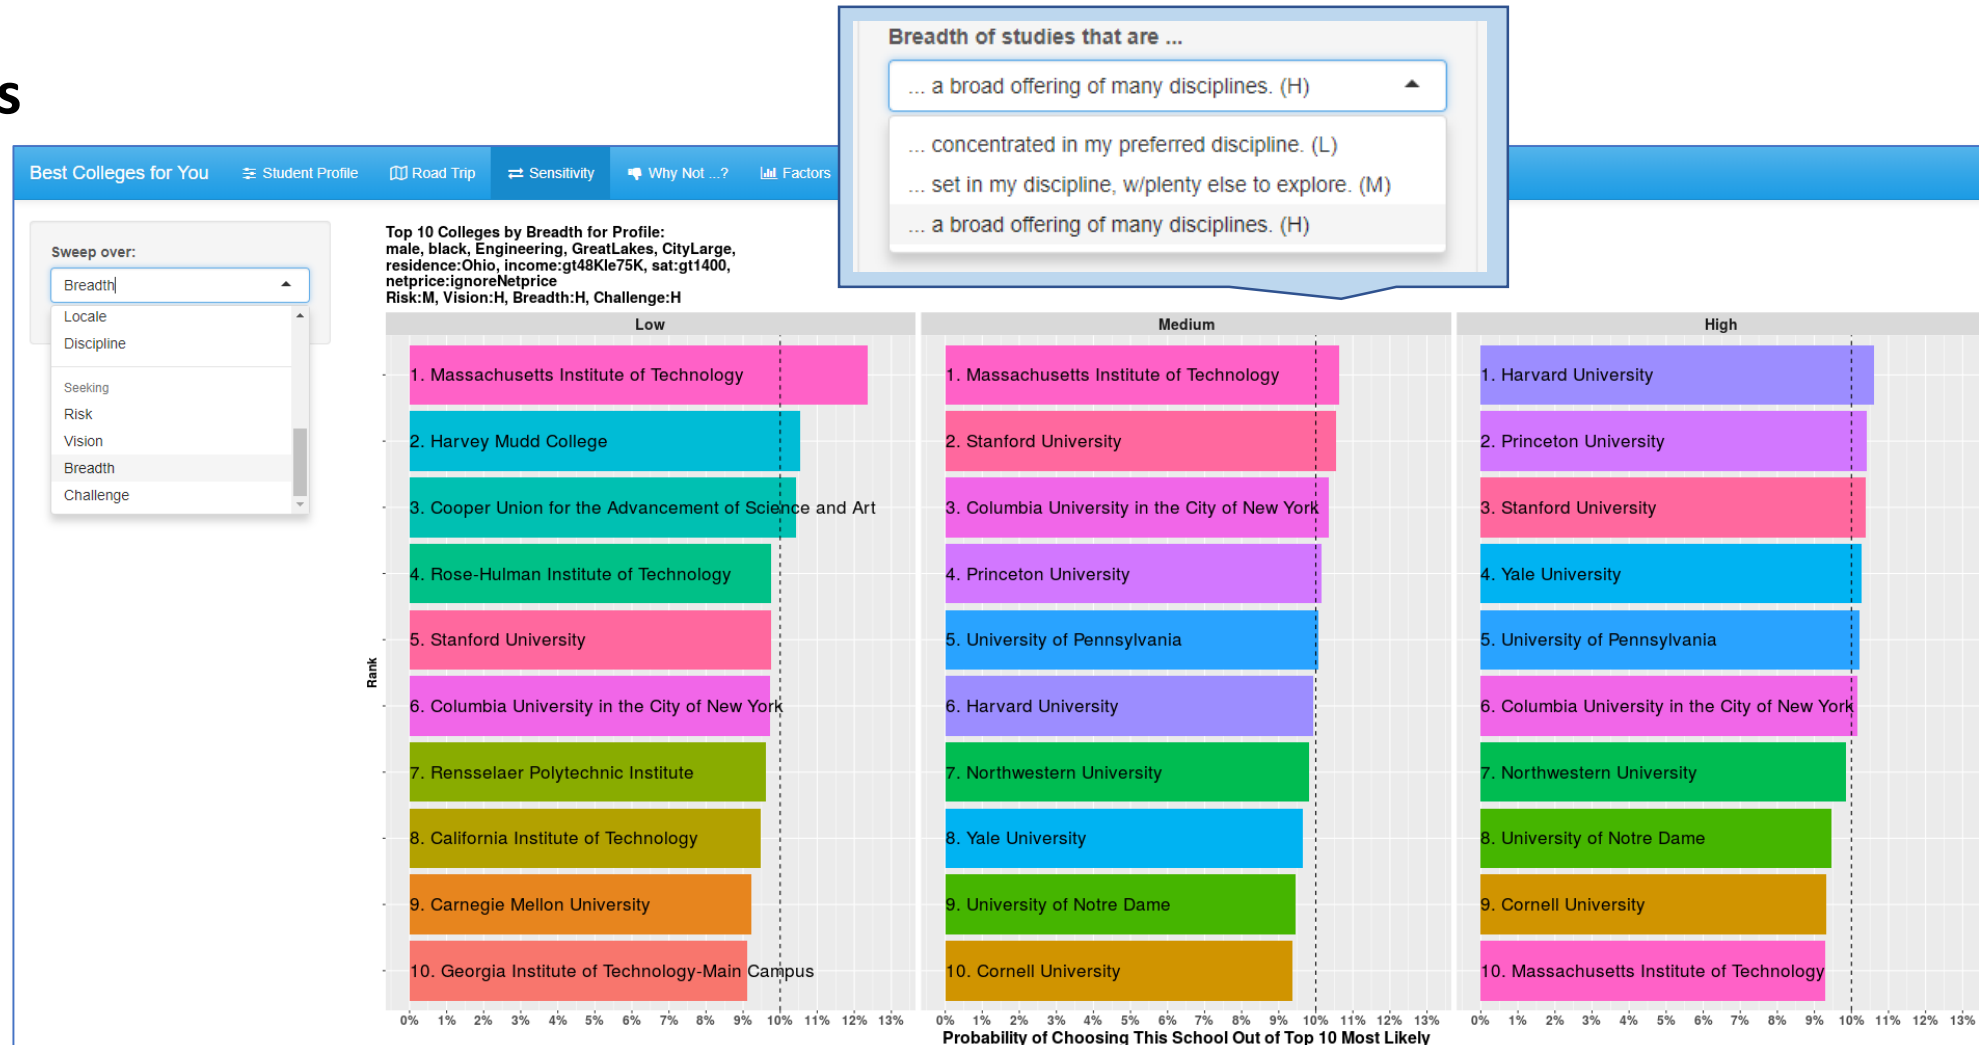 s
Breadth of studies that are ...
... a broad offering of many disciplines. (H)
... concentrated in my preferred discipline. (L)
... set in my discipline, w/plenty else to explore. (M)
... a broad offering of many disciplines. (H)
Best Colleges for You
Student Profile
Road Trip
Sensitivity
Why Not ...?
Factors
Sweep over:
Breadth
Locale
Discipline
Seeking
Risk
Vision
Breadth
Challenge
Top 10 Colleges by Breadth for Profile:
male, black, Engineering, GreatLakes, CityLarge,
residence:Ohio, income:gt48Kle75K, sat:gt1400,
netprice:ignoreNetprice
Risk:M, Vision:H, Breadth:H, Challenge:H
Rank
Low
1. Massachusetts Institute of Technology
2. Harvey Mudd College
3. Cooper Union for the Advancement of Science and Art
4. Rose-Hulman Institute of Technology
5. Stanford University
6. Columbia University in the City of New York
7. Rensselaer Polytechnic Institute
8. California Institute of Technology
9. Carnegie Mellon University
10. Georgia Institute of Technology-Main Campus
0% 1% 2% 3% 4% 5% 6% 7% 8% 9% 10% 11% 12% 13%
Medium
1. Massachusetts Institute of Technology
2. Stanford University
3. Columbia University in the City of New York
4. Princeton University
5. University of Pennsylvania
6. Harvard University
7. Northwestern University
8. Yale University
9. University of Notre Dame
10. Cornell University
0% 1% 2% 3% 4% 5% 6% 7% 8% 9% 10% 11% 12% 13%
High
1. Harvard University
2. Princeton University
3. Stanford University
4. Yale University
5. University of Pennsylvania
6. Columbia University in the City of New York
7. Northwestern University
8. University of Notre Dame
9. Cornell University
10. Massachusetts Institute of Technology
0% 1% 2% 3% 4% 5% 6% 7% 8% 9% 10% 11% 12% 13%
Probability of Choosing This School Out of Top 10 Most Likely